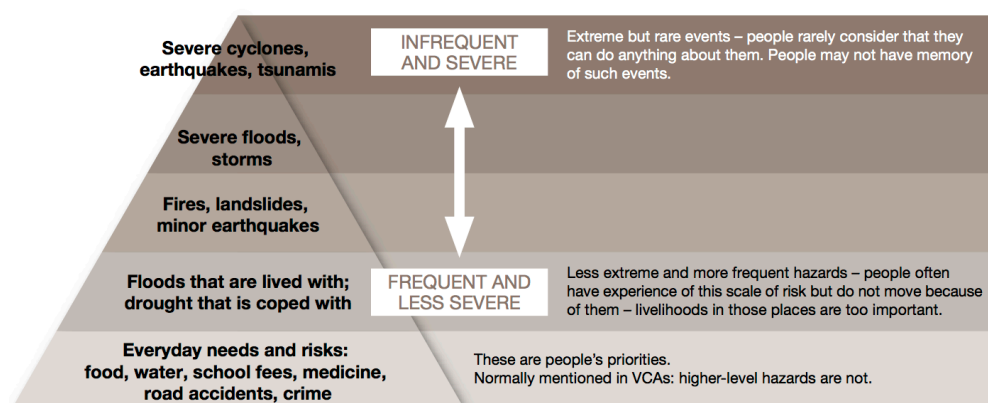 Severe cyclones,
earthquakes, tsunamis
INFREQUENT
AND SEVERE
Extreme but rare events – people rarely consider that they
can do anything about them. People may not have memory
of such events.
Severe floods,
storms
Fires, landslides,
minor earthquakes
Floods that are lived with;
drought that is coped with
FREQUENT AND
LESS SEVERE
Less extreme and more frequent hazards – people often
have experience of this scale of risk but do not move because
of them – livelihoods in those places are too important.
Everyday needs and risks:
food, water, school fees, medicine,
road accidents, crime
These are people’s priorities.
Normally mentioned in VCAs: higher-level hazards are not.